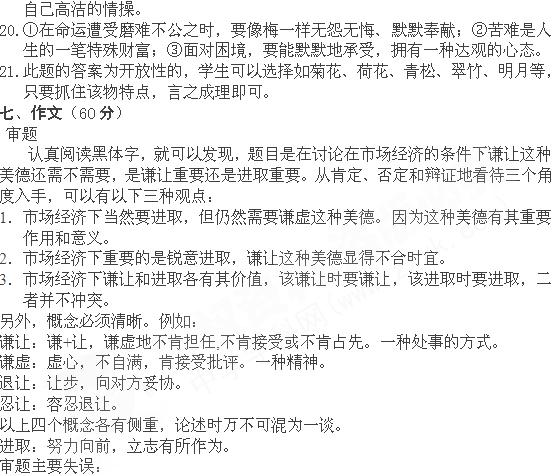 自己高洁的情操。
20.①在命运遭受磨难不公之时，要像梅一样无怨无悔、默默奉献；②苦难是人
生的一笔特殊财富；③面对困境，要能默默地承受，拥有一种达观的心态。
21.此题的答案为开放性的，学生可以选择如菊花、荷花、青松、翠竹、明月等，
只要抓住该物特点，言之成理即可。
七、作文（60分）
审题
认真阅读黑体字，就可以发现，题目是在讨论在市场经济的条件下谦让这种
美德还需不需要，是谦让重要还是进取重要。从肯定、否定和辩证地看待三个角
度入手，可以有以下三种观点：
1．市场经济下当然要进取，但仍然需要谦虚这种美德。因为这种美德有其重要
作用和意义。
2．市场经济下重要的是锐意进取，谦让这种美德显得不合时宜。
3．市场经济下谦让和进取各有其价值，该谦让时要谦让，该进取时要进取，二
者并不冲突。
另外，概念必须清晰。例如：
谦让：谦+让，谦虚地不肯担任,不肯接受或不肯占先。一种处事的方式。
谦虚：虚心，不自满，肯接受批评。一种精神。
退让：让步，向对方妥协。
忍让：容忍退让。
以上四个概念各有侧重，论述时万不可混为一谈。
进取：努力向前，立志有所作为。
审题主要失误：